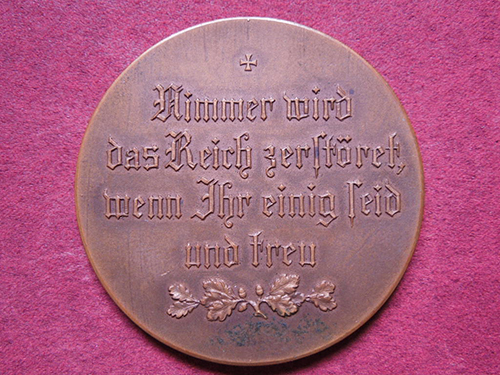 Nimmer wird
das Reich zerſtöret,
wenn Ihr einig ſeid
und treu